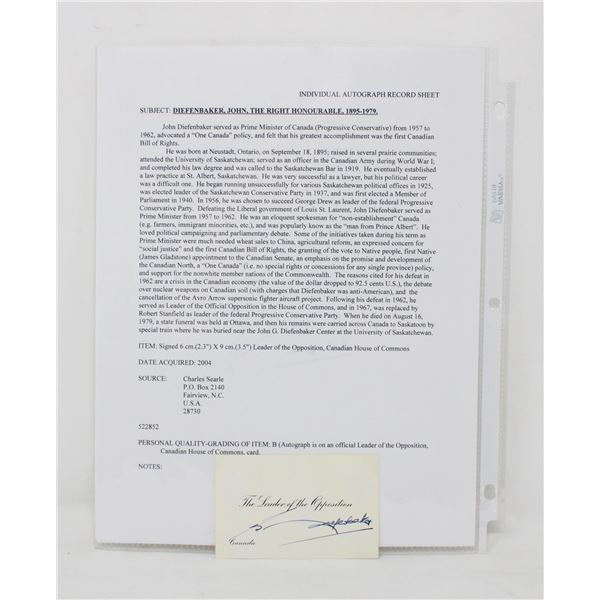 INDIVIDUAL AUTOGRAPH RECORD SHEET
SUBJECT: DIEFENBAKER, JOHN, THE RIGHT HONOURABLE, 1895-1979.
John Diefenbaker served as Prime Minister of Canada (Progressive Conservative) from 1957 to
1962, advocated a "One Canada" policy, and felt that his greatest accomplishment was the first Canadian
Bill of Rights.
He was born at Neustadt, Ontario, on September 18, 1895; raised in several prairie communities;
attended the University of Saskatchewan; served as an officer in the Canadian Army during World War I;
and completed his law degree and was called to the Saskatchewan Bar in 1919. He eventually established
a law practice at St. Albert, Saskatchewan. He was very successful as a lawyer, but his political career
was a difficult one. He began running unsuccessfully for various Saskatchewan political offices in 1925,
was elected leader of the Saskatchewan Conservative Party in 1937, and was first elected a Member of
Parliament in 1940. In 1956, he was chosen to succeed George Drew as leader of the federal Progressive
Conservative Party. Defeating the Liberal government of Louis St. Laurent, John Diefenbaker served as
Prime Minister from 1957 to 1962. He was an eloquent spokesman for "non-establishment" Canada
(e.g. farmers, immigrant minorities, etc.), and was popularly know as the "man from Prince Albert". He
loved political campaigning and parliamentary debate. Some of the initiatives taken during his term as
Prime Minister were much needed wheat sales to China, agricultural reform, an expressed concern for
"social justice" and the first Canadian Bill of Rights, the granting of the vote to Native people, first Native
(James Gladstone) appointment to the Canadian Senate, an emphasis on the promise and development of
the Canadian North, a "One Canada" (i.e. no special rights or concessions for any single province) policy,
and support for the nonwhite member nations of the Commonwealth. The reasons cited for his defeat in
1962 are a crisis in the Canadian economy (the value of the dollar dropped to 92.5 cents U.S.), the debate
over nuclear weapons on Canadian soil (with charges that Diefenbaker was anti-American), and the
cancellation of the Avro Arrow supersonic fighter aircraft project. Following his defeat in 1962, he
served as Leader of the Official Opposition in the House of Commons, and in 1967, was replaced by
Robert Stanfield as leader of the federal Progressive Conservative Party. When he died on August 16,
1979, a state funeral was held at Ottawa, and then his remains were carried across Canada to Saskatoon by
special train where he was buried near the John G. Diefenbaker Center at the University of Saskatchewan.
ITEM: Signed 6 cm.(2.3") X 9 cm.(3.5") Leader of the Opposition, Canadian House of Commons
DATE ACQUIRED: 2004
SOURCE: Charles Searle
P.O. Box 2140
Fairview, N.C.
U.S.A.
28730
522852
PERSONAL QUALITY-GRADING OF ITEM: B (Autograph is on an official Leader of the Opposition,
Canadian House of Commons, card.
NOTES:
The Leader of the Opposition
Canada